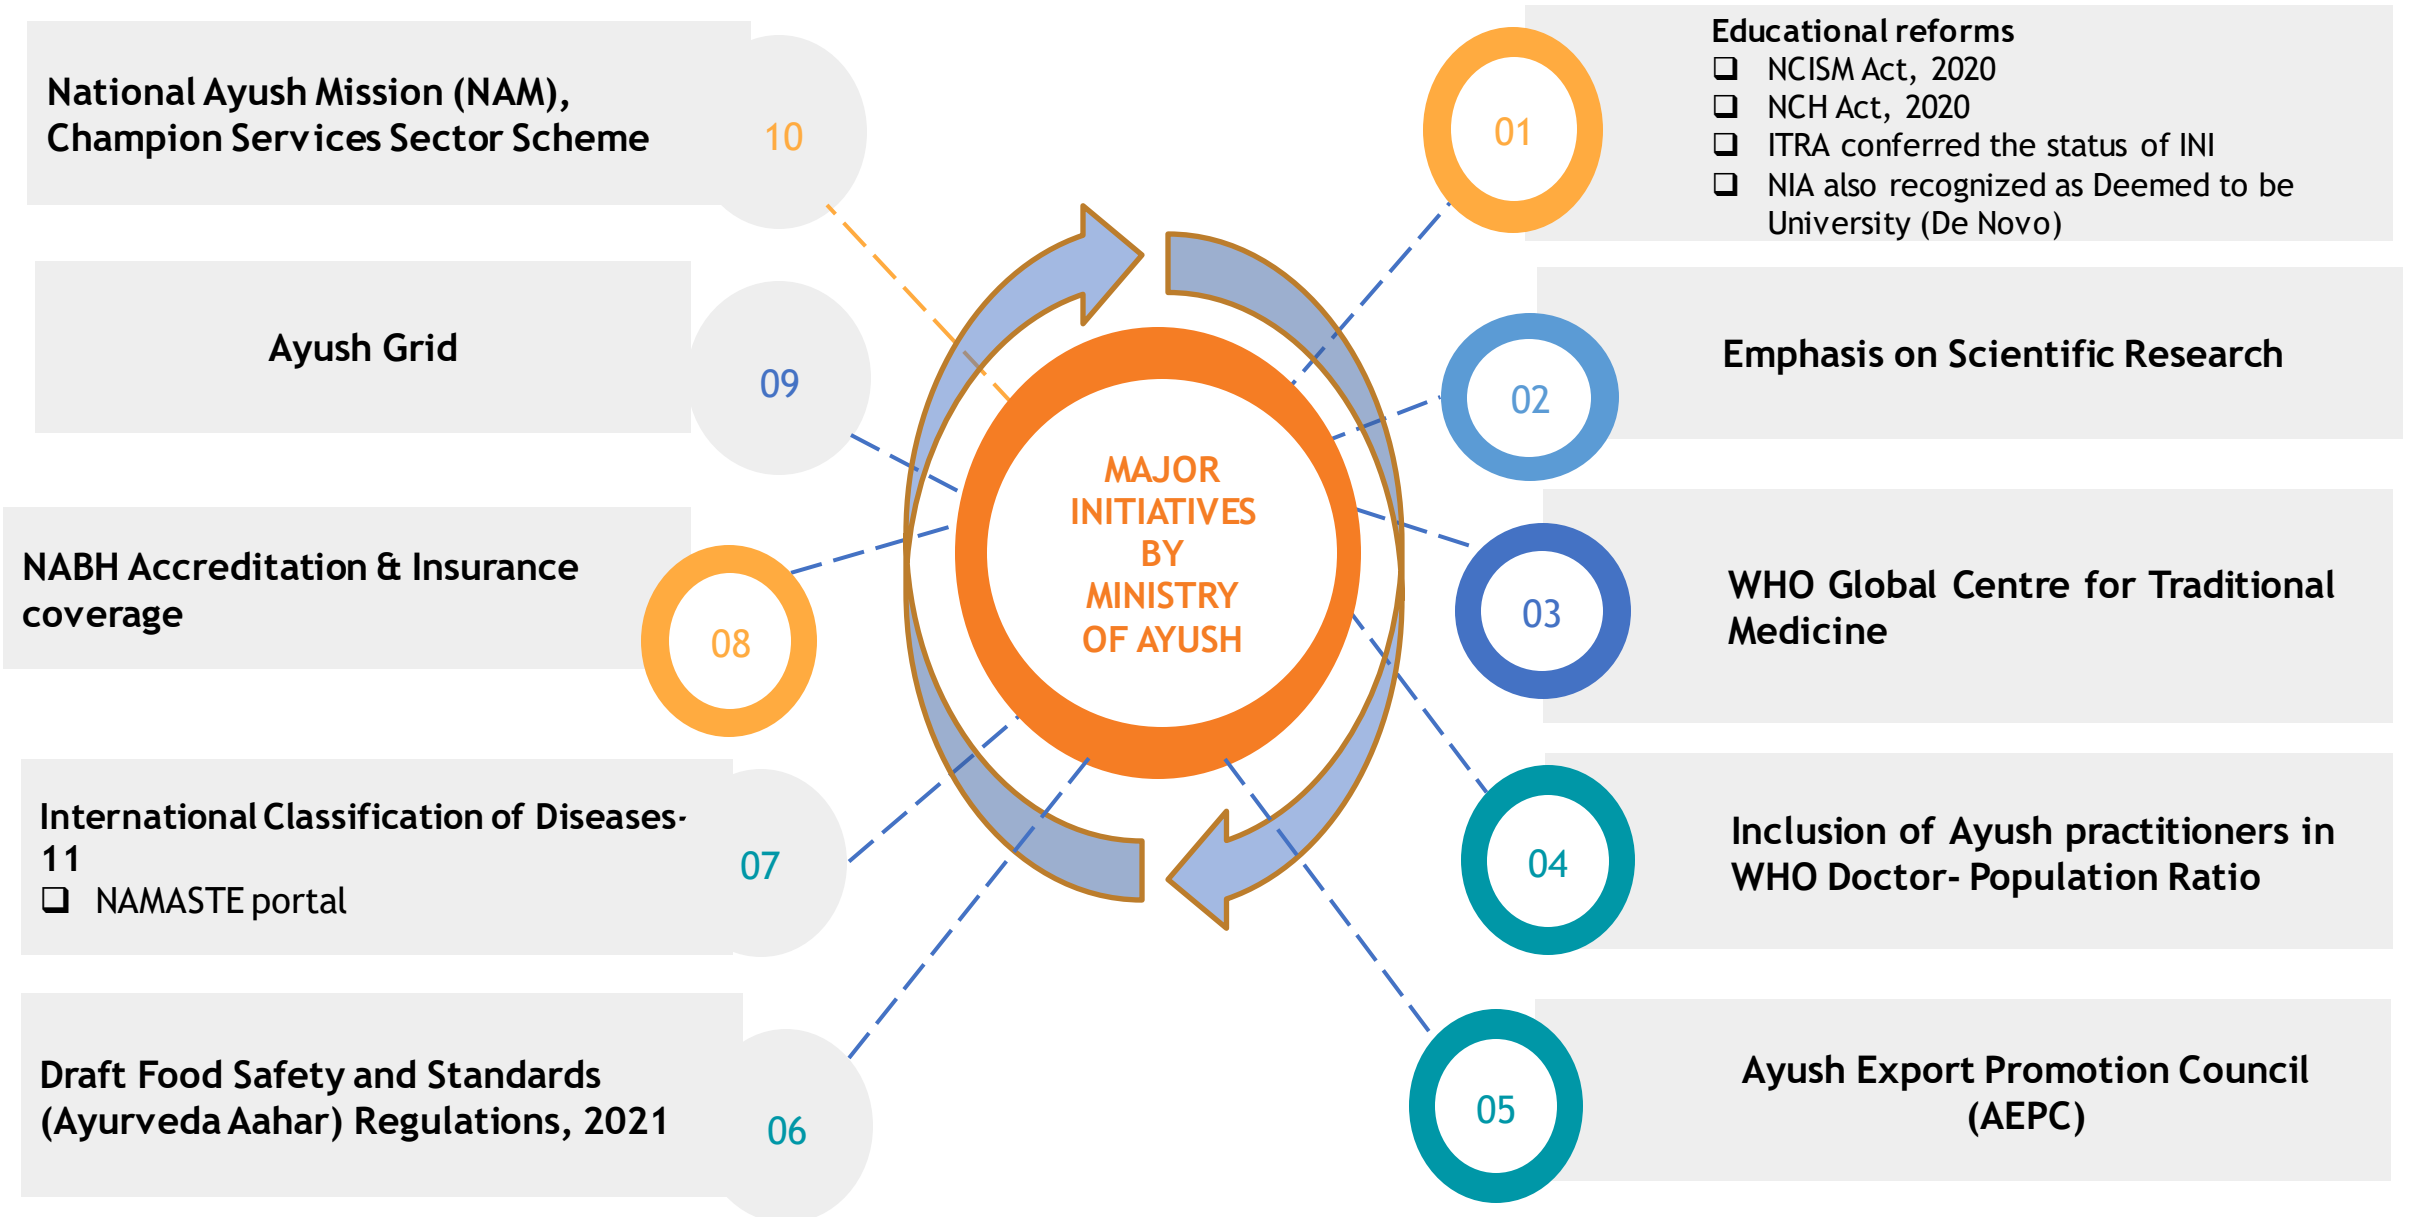 MAJOR
INITIATIVES
BY
MINISTRY
OF AYUSH
01
Educational reforms
❑ NCISM Act, 2020
❑ NCH Act, 2020
❑ ITRA conferred the status of INI
❑ NIA also recognized as Deemed to be
University (De Novo)
02
Emphasis on Scientific Research
03
WHO Global Centre for Traditional
Medicine
04
Inclusion of Ayush practitioners in
WHO Doctor- Population Ratio
05
Ayush Export Promotion Council
(AEPC)
06
Draft Food Safety and Standards
(Ayurveda Aahar) Regulations, 2021
07
International Classification of Diseases-
11
❑ NAMASTE portal
08
NABH Accreditation & Insurance
coverage
09
Ayush Grid
10
National Ayush Mission (NAM),
Champion Services Sector Scheme